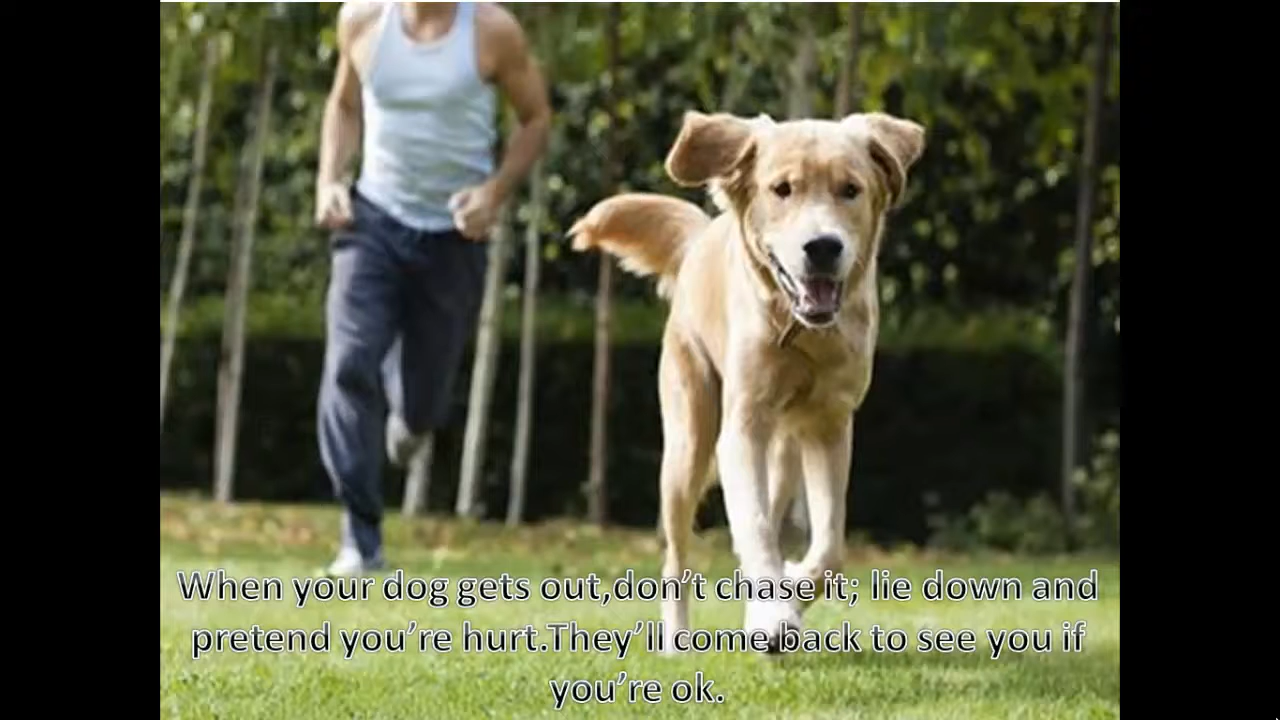 When your dog gets out,don’t chase it; lie down and
pretend you’re hurt.They’ll come back to see you if
you’re ok.